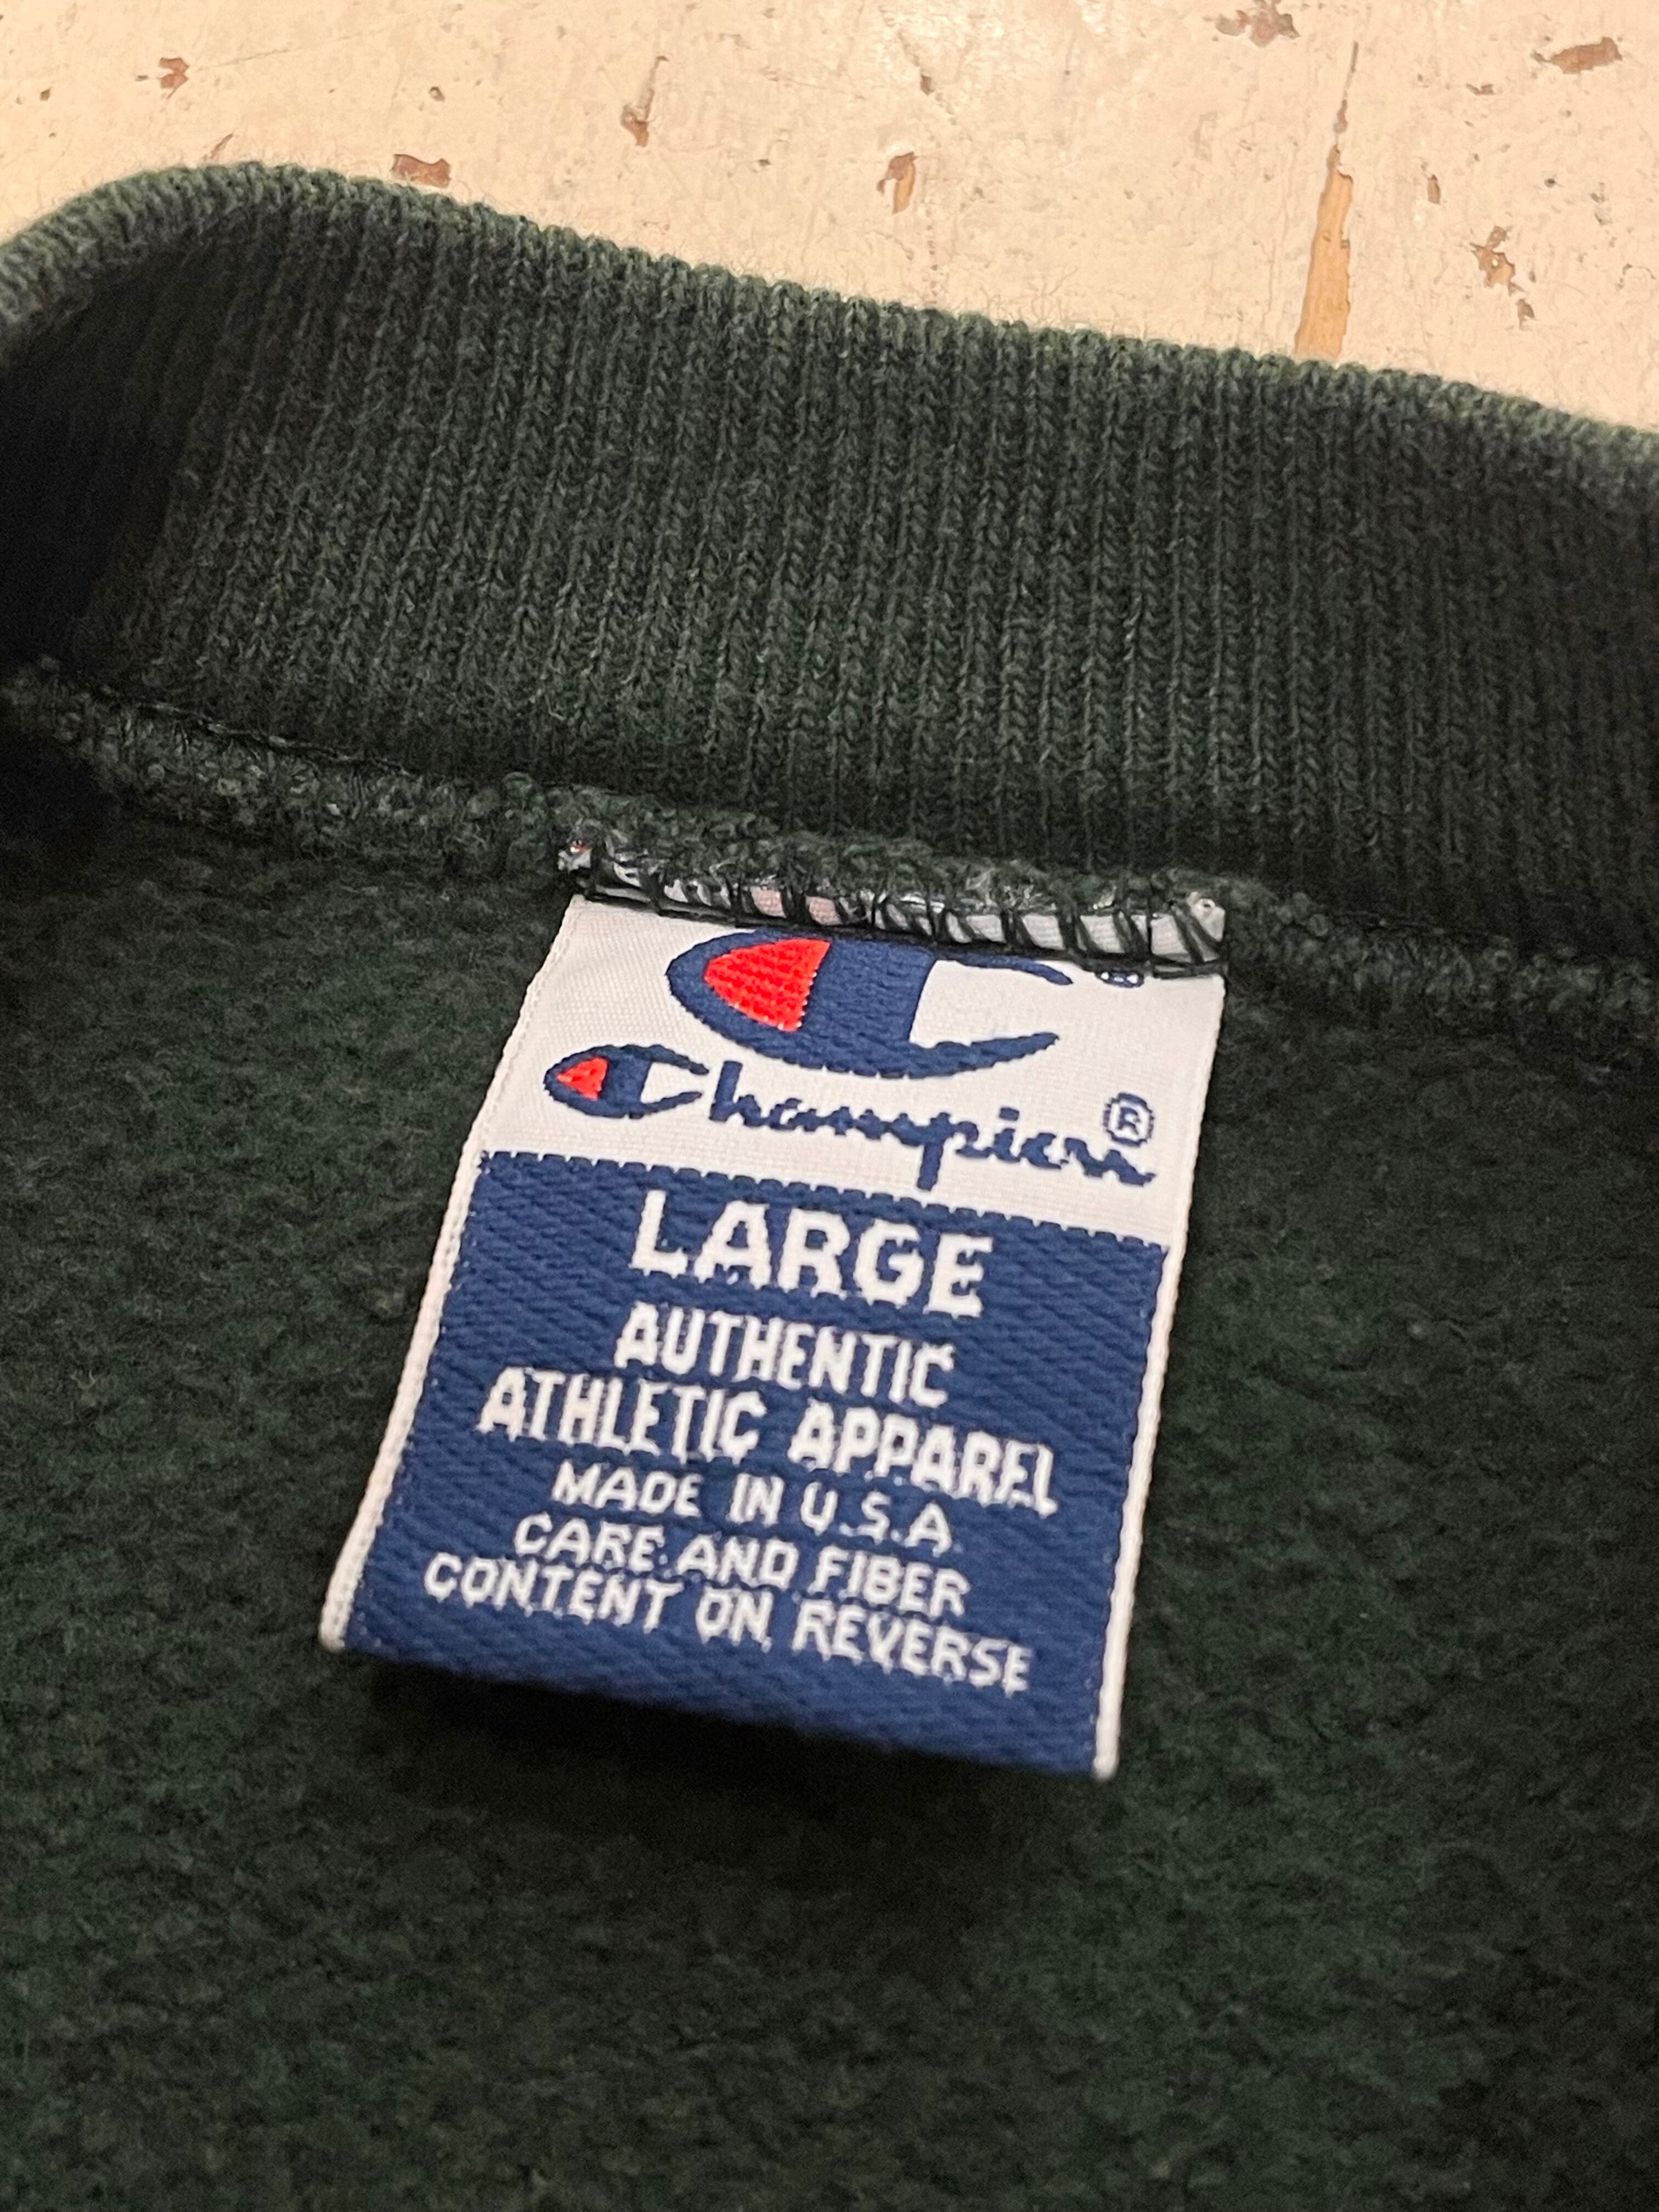 Champion®
LARGE
AUTHENTIC
ATHLETIC APPAREL
MADE IN U.S.A.
CARE AND FIBER
CONTENT ON REVERSE